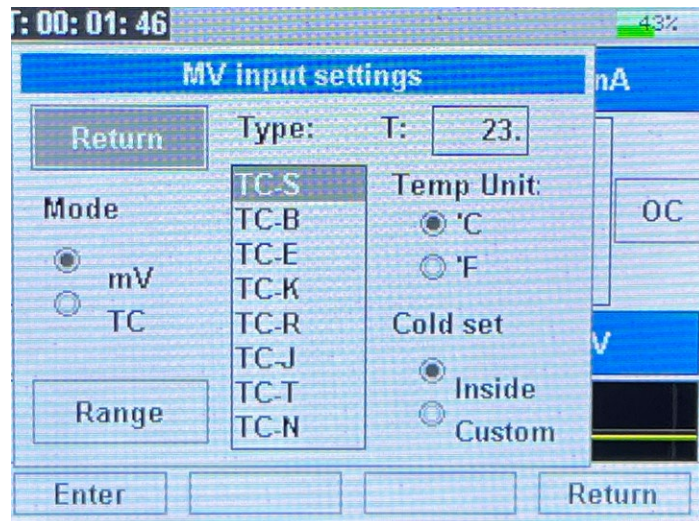 T: 00: 01: 46
43%
MV input settings
mA
Return
Type:
T: 23.
TC-S
TC-B
TC-E
TC-K
TC-R
TC-J
TC-T
TC-N
Mode
mV
TC
Range
Temp Unit:
'C
'F
Cold set
Inside
Custom
OC
V
Enter
Return